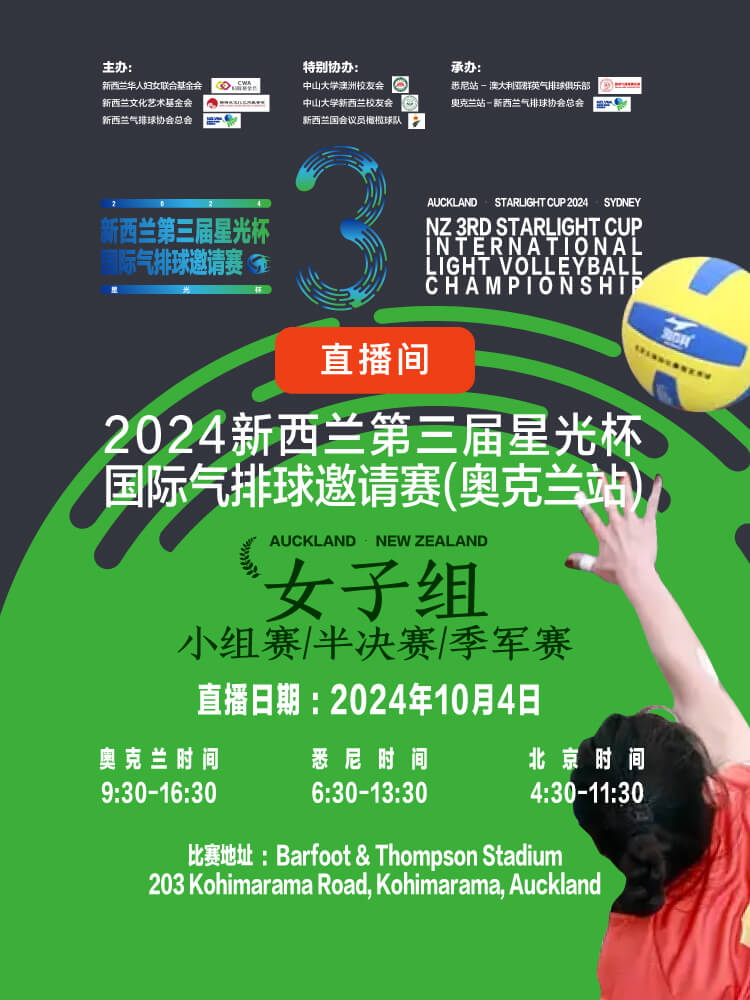 主办:
新西兰华人妇女联合基金会
CWA
新西兰文化艺术基金会
新西兰气排球协会总会
特别协办:
中山大学澳洲校友会
中山大学新西兰校友会
新西兰国会议员橄榄球队
承办:
悉尼站 - 澳大利亚群英气排球俱乐部
奥克兰站 - 新西兰气排球协会总会
2 0 2 4
新西兰第三届星光杯
国际气排球邀请赛
星 光 杯
3
AUCKLAND · STARLIGHT CUP 2024 · SYDNEY
NZ 3RD STARLIGHT CUP
INTERNATIONAL
LIGHT VOLLEYBALL
CHAMPIONSHIP
直播间
2024新西兰第三届星光杯
国际气排球邀请赛(奥克兰站)
AUCKLAND · NEW ZEALAND
女子组
小组赛/半决赛/季军赛
直播日期：2024年10月4日
奥克兰时间
9:30-16:30
悉尼时间
6:30-13:30
北京时间
4:30-11:30
比赛地址 : Barfoot & Thompson Stadium
203 Kohimarama Road, Kohimarama, Auckland